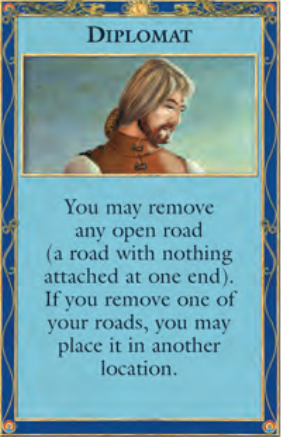 DIPLOMAT
You may remove
any open road
(a road with nothing
attached at one end).
If you remove one of
your roads, you may
place it in another
location.